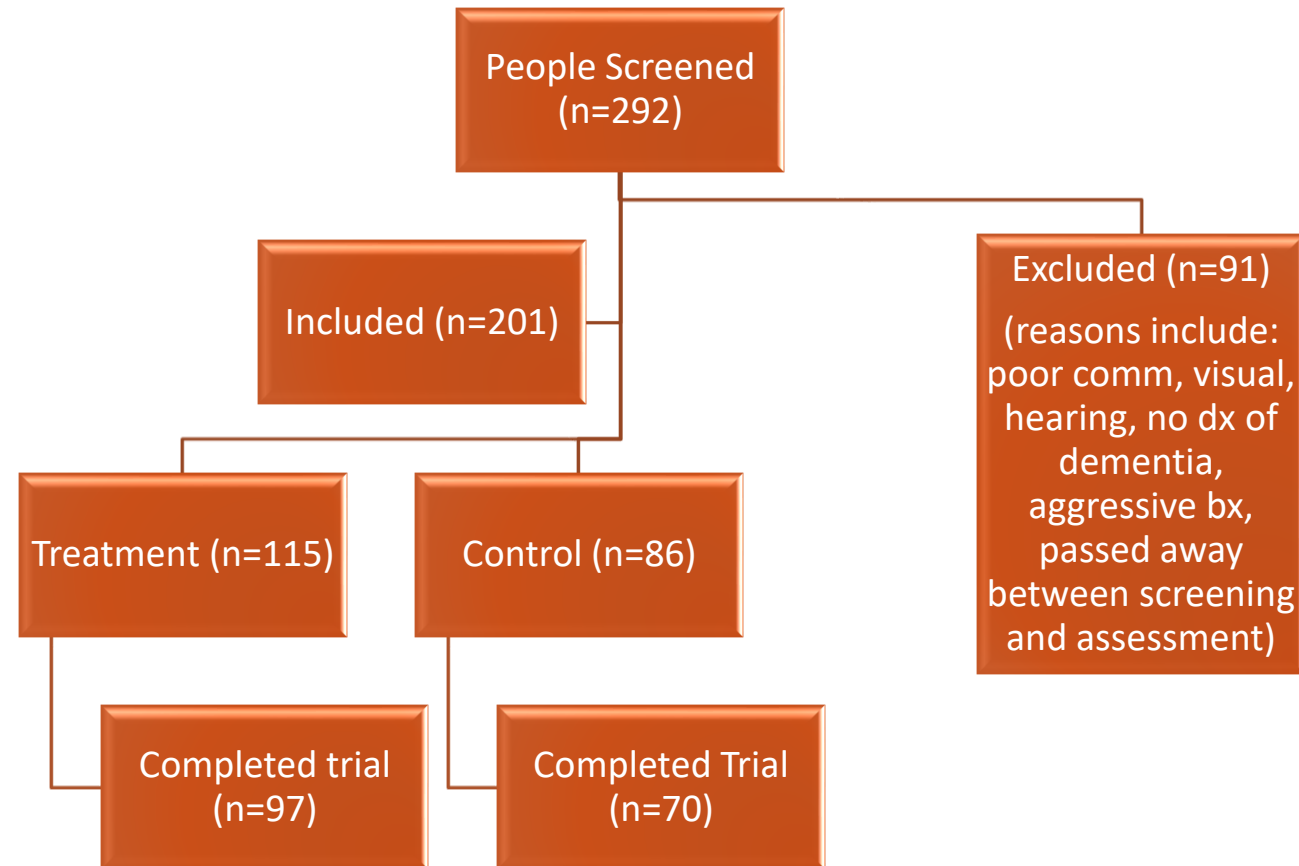 People Screened
(n=292)
Included (n=201)
Excluded (n=91)
(reasons include:
poor comm, visual,
hearing, no dx of
dementia,
aggressive bx,
passed away
between screening
and assessment)
Treatment (n=115)
Control (n=86)
Completed trial
(n=97)
Completed Trial
(n=70)